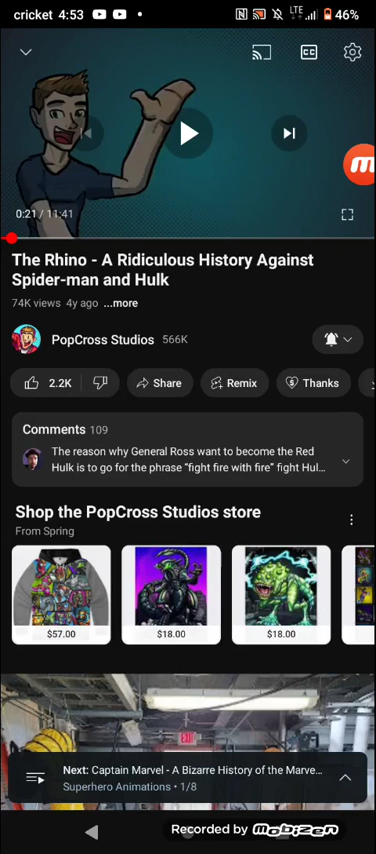 cricket 4:53
LTE
46%
CC
0:21 / 11:41
The Rhino - A Ridiculous History Against
Spider-man and Hulk
74K views 4y ago ...more
PopCross Studios 566K
2.2K
Share
Remix
Thanks
Comments 109
The reason why General Ross want to become the Red
Hulk is to go for the phrase “fight fire with fire” fight Hul...
Shop the PopCross Studios store
From Spring
$57.00
$18.00
$18.00
EXIT
Next: Captain Marvel - A Bizarre History of the Marve...
Superhero Animations • 1/8
Recorded by mobizen